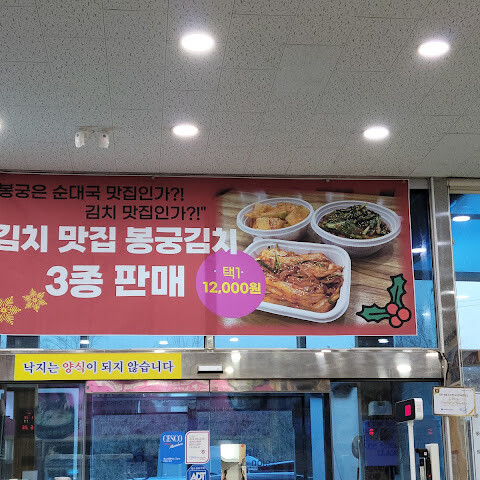 봉궁은 순대국 맛집인가?!
김치 맛집인가?!"
김치 맛집 봉궁김치
3종 판매
택1
12,000원
낙지는 양식이 되지 않습니다
CESCO